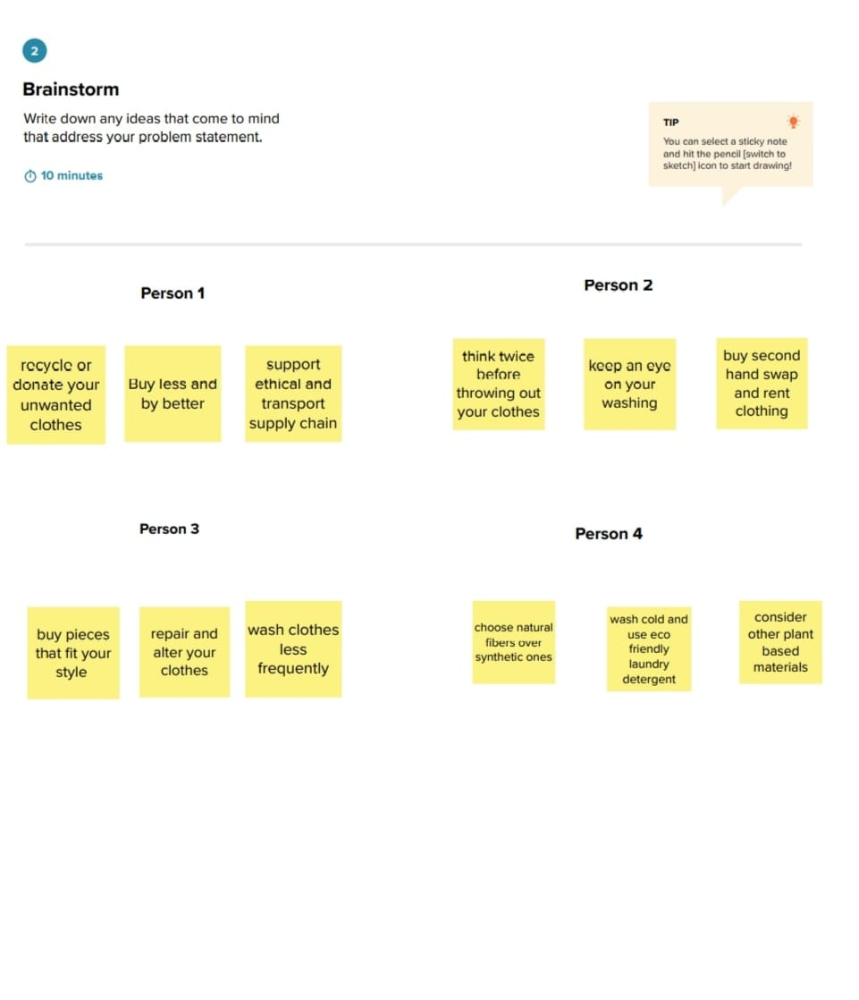 2
Brainstorm
Write down any ideas that come to mind
that address your problem statement.
10 minutes
TIP
You can select a sticky note
and hit the pencil [switch to
sketch] icon to start drawing!
Person 1
recycle or
donate your
unwanted
clothes
Buy less and
by better
support
ethical and
transport
supply chain
Person 2
think twice
before
throwing out
your clothes
keep an eye
on your
washing
buy second
hand swap
and rent
clothing
Person 3
buy pieces
that fit your
style
repair and
alter your
clothes
wash clothes
less
frequently
Person 4
choose natural
fibers over
synthetic ones
wash cold and
use eco
friendly
laundry
detergent
consider
other plant
based
materials